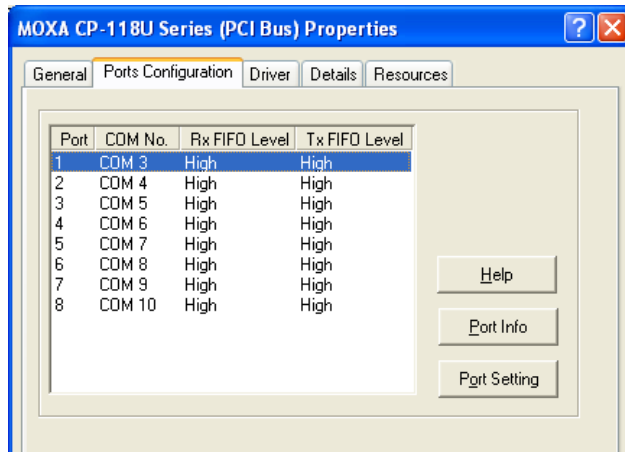 MOXA CP-118U Series (PCI Bus) Properties
General Ports Configuration Driver Details Resources
Port COM No. Rx FIFO Level Tx FIFO Level
1 COM 3 High High
2 COM 4 High High
3 COM 5 High High
4 COM 6 High High
5 COM 7 High High
6 COM 8 High High
7 COM 9 High High
8 COM 10 High High
Help
Port Info
Port Setting